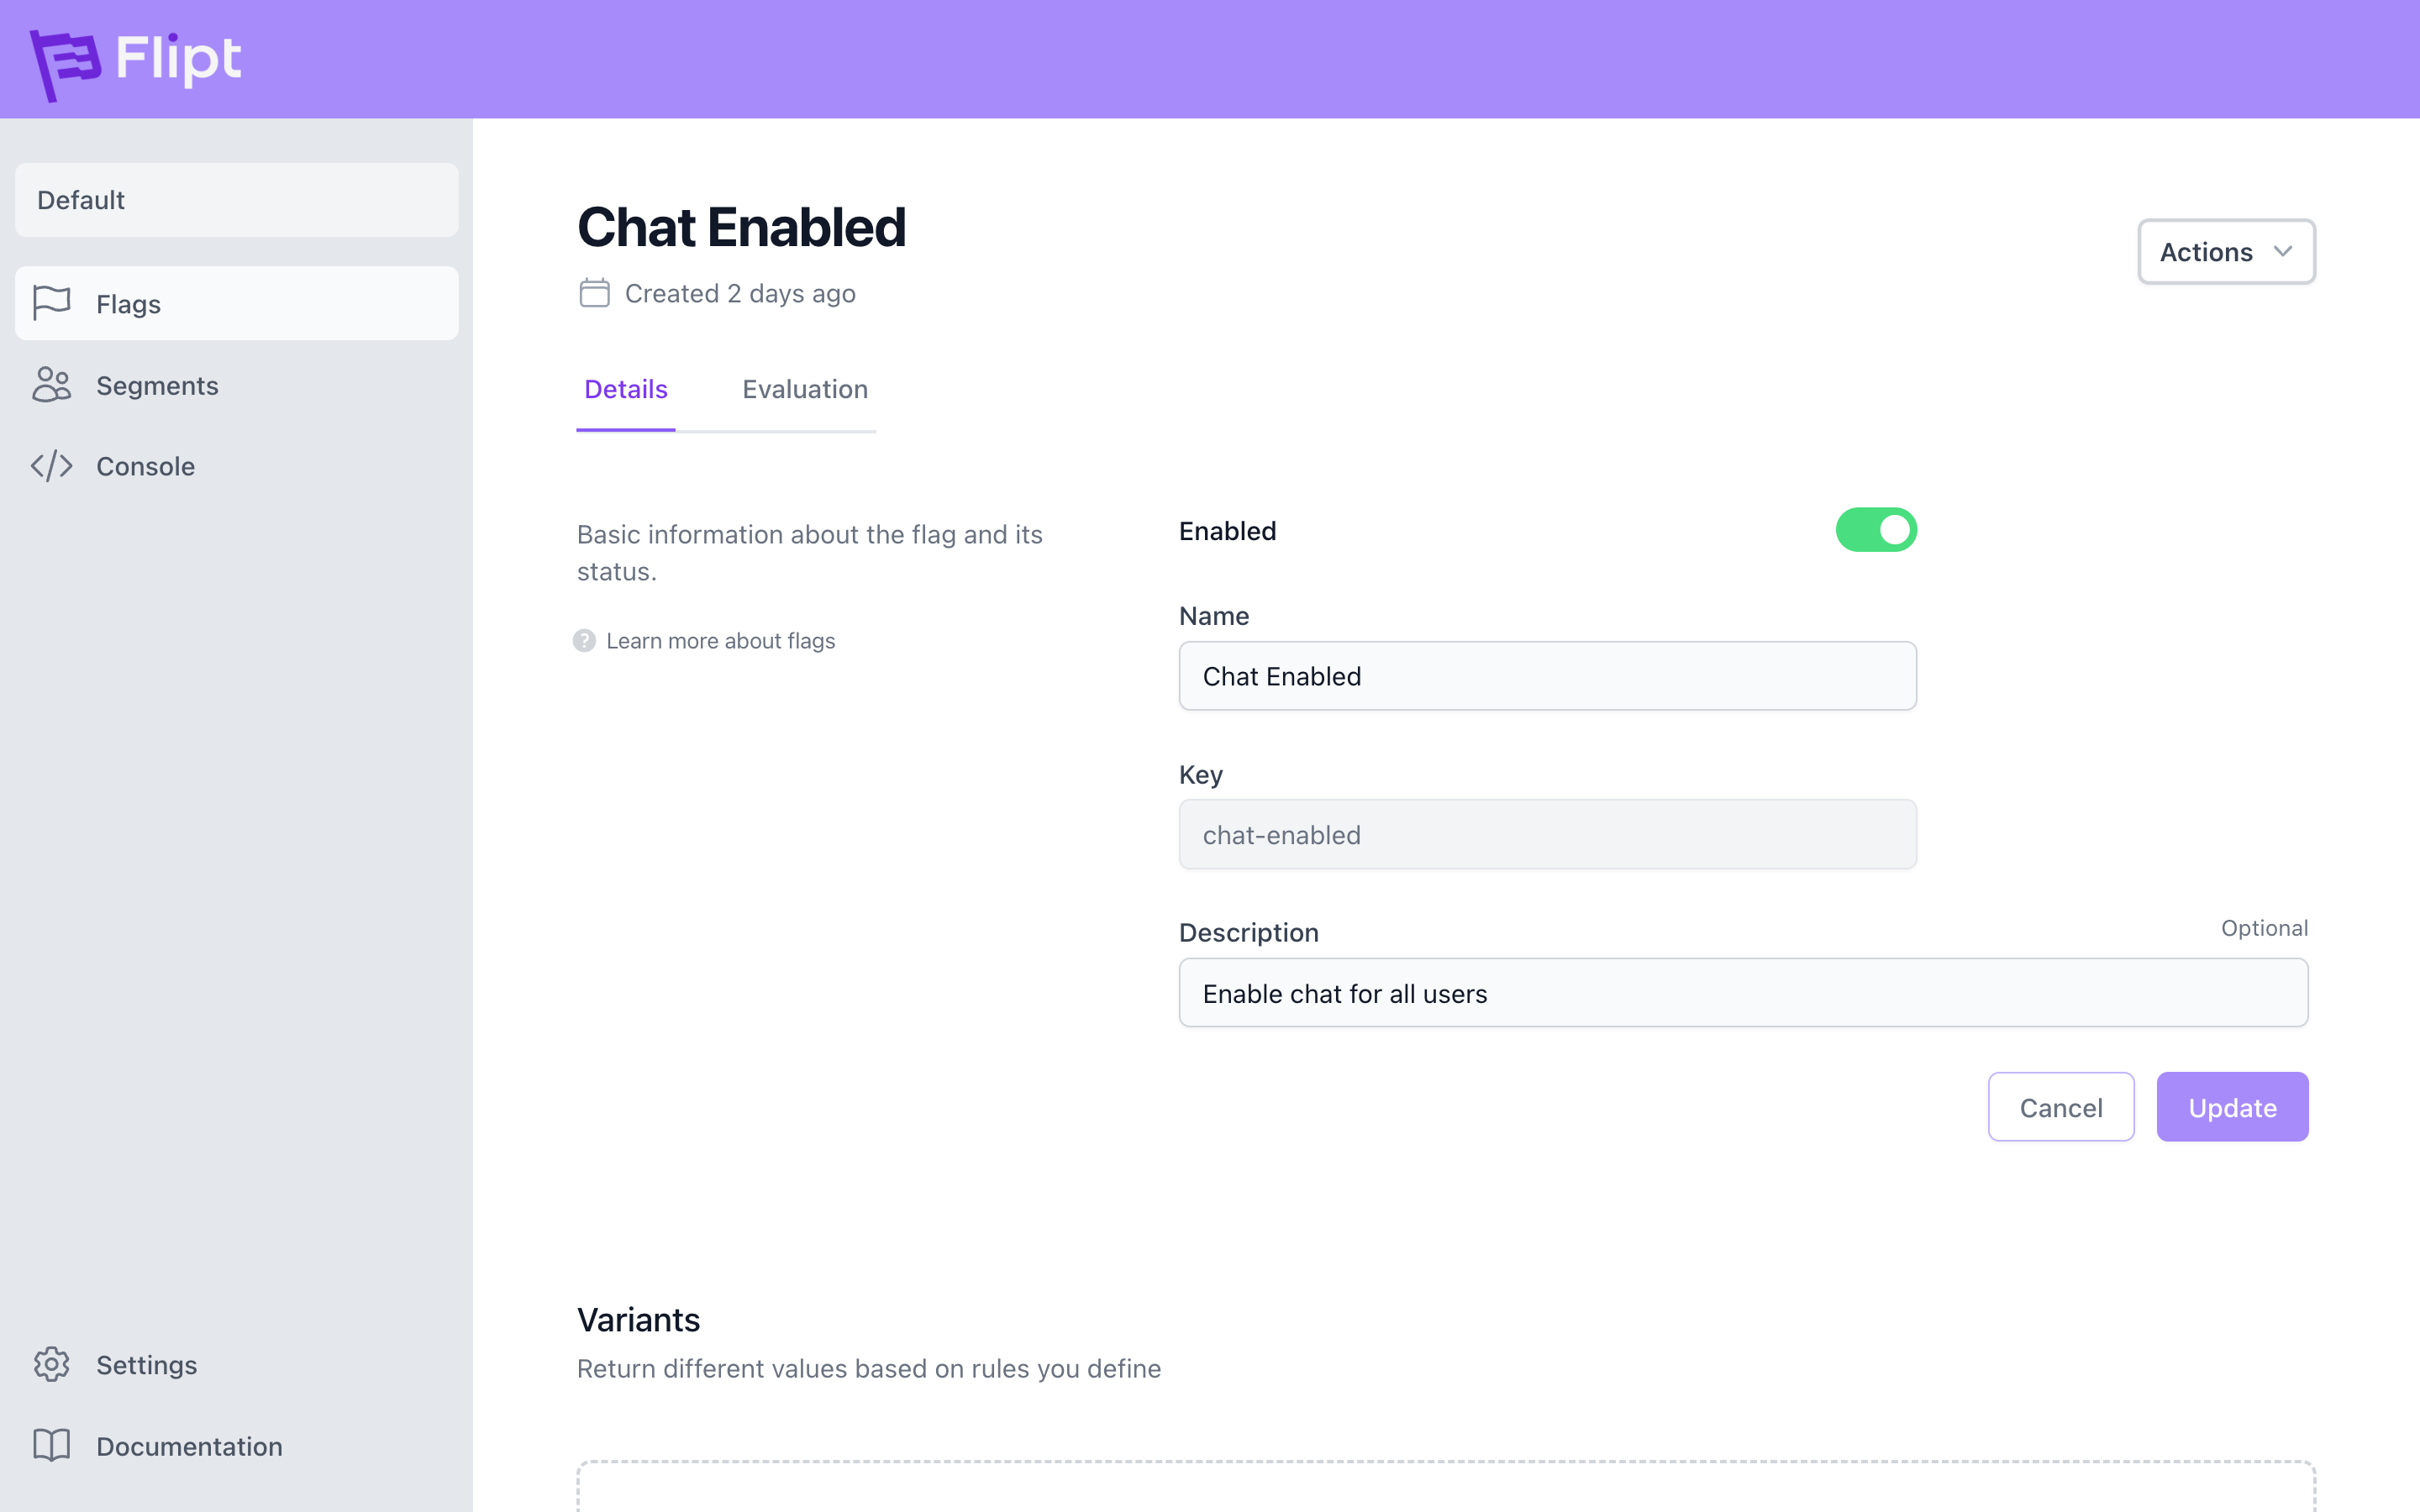 Flipt
Default
Flags
Segments
Console
Settings
Documentation
Chat Enabled
Created 2 days ago
Actions
Details
Evaluation
Basic information about the flag and its
status.
? Learn more about flags
Enabled
Name
Chat Enabled
Key
chat-enabled
Description
Optional
Enable chat for all users
Cancel
Update
Variants
Return different values based on rules you define